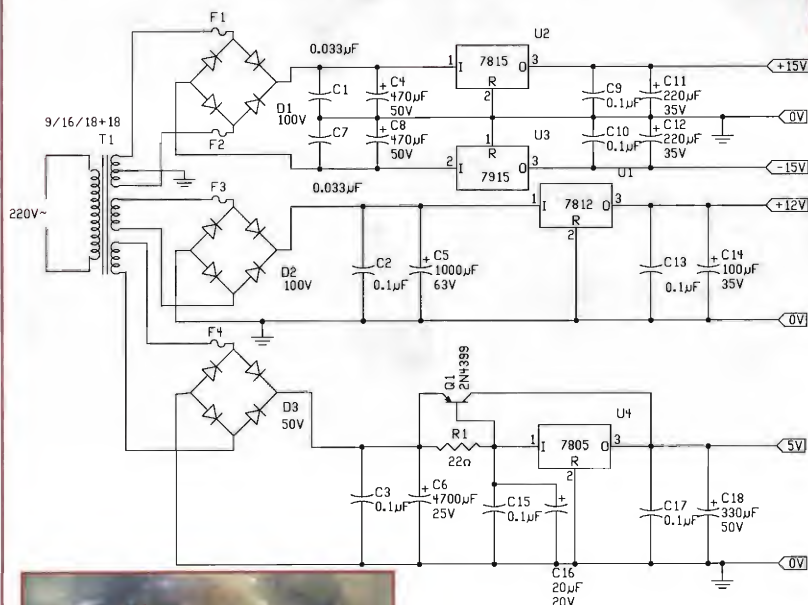 F1
0.033µF
U2
1 I 7815 O 3
R
2
+15V
C1
+ C4
470µF
50V
C9
0.1µF
+ C11
220µF
35V
9/16/18+18
T1
D1
100V
F2
C7
+ C8
470µF
50V
1
R
U3
2 I 7915 O 3
C10
0.1µF
+ C12
220µF
35V
0V
-15V
0.033µF
U1
F3
220V~
1 I 7812 O 3
R
2
+12V
D2
100V
C2
0.1µF
+ C5
1000µF
63V
C13
0.1µF
+ C14
100µF
35V
0V
F4
Q1
2N4399
D3
50V
R1
22Ω
U4
1 I 7805 O 3
R
2
5V
C3
0.1µF
+ C6
4700µF
25V
C15
0.1µF
+
C16
20µF
20V
C17
0.1µF
+ C18
330µF
50V
0V